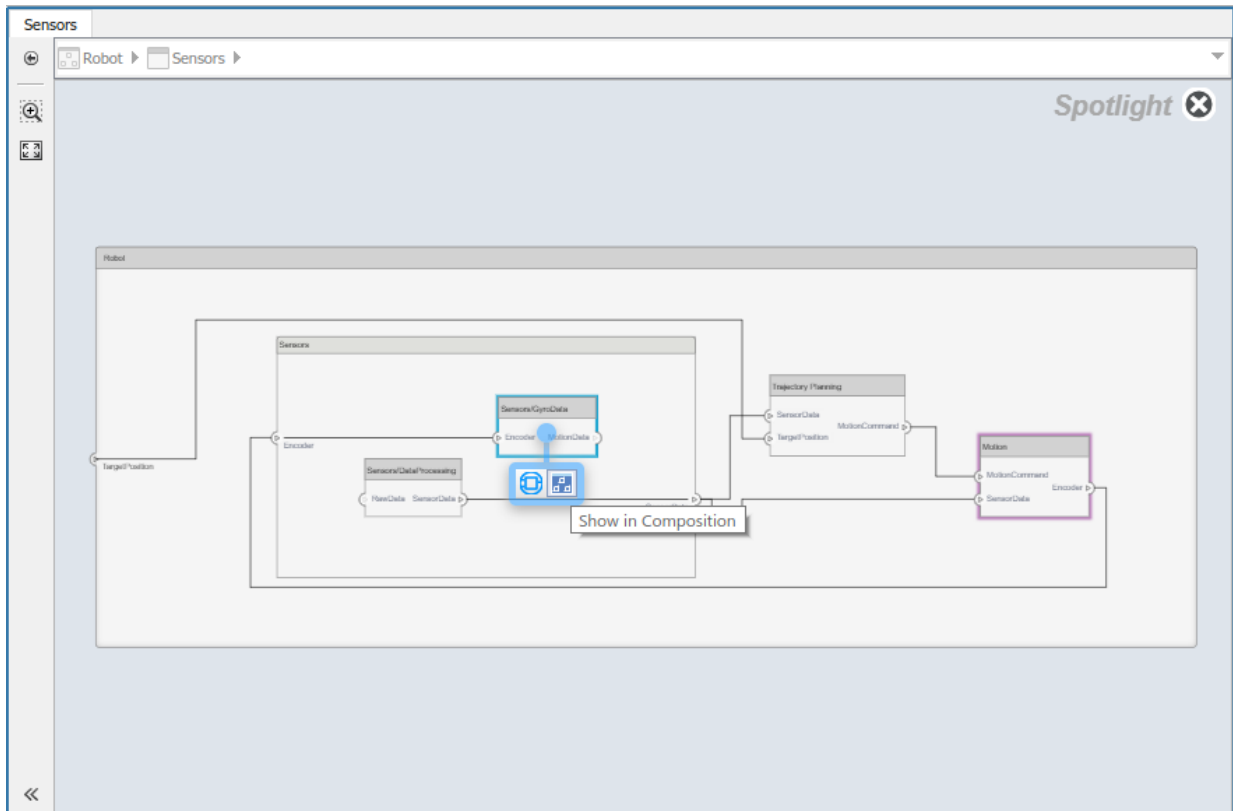 Sensors
Robot
Sensors
Spotlight
Robot
Sensors
Sensors/GyroData
Encoder
MotionData
Encoder
Sensors/DataProcessing
RawData
SensorData
TargetPosition
Show in Composition
Trajectory Planning
SensorData
MotionCommand
TargetPosition
Motion
MotionCommand
Encoder
SensorData